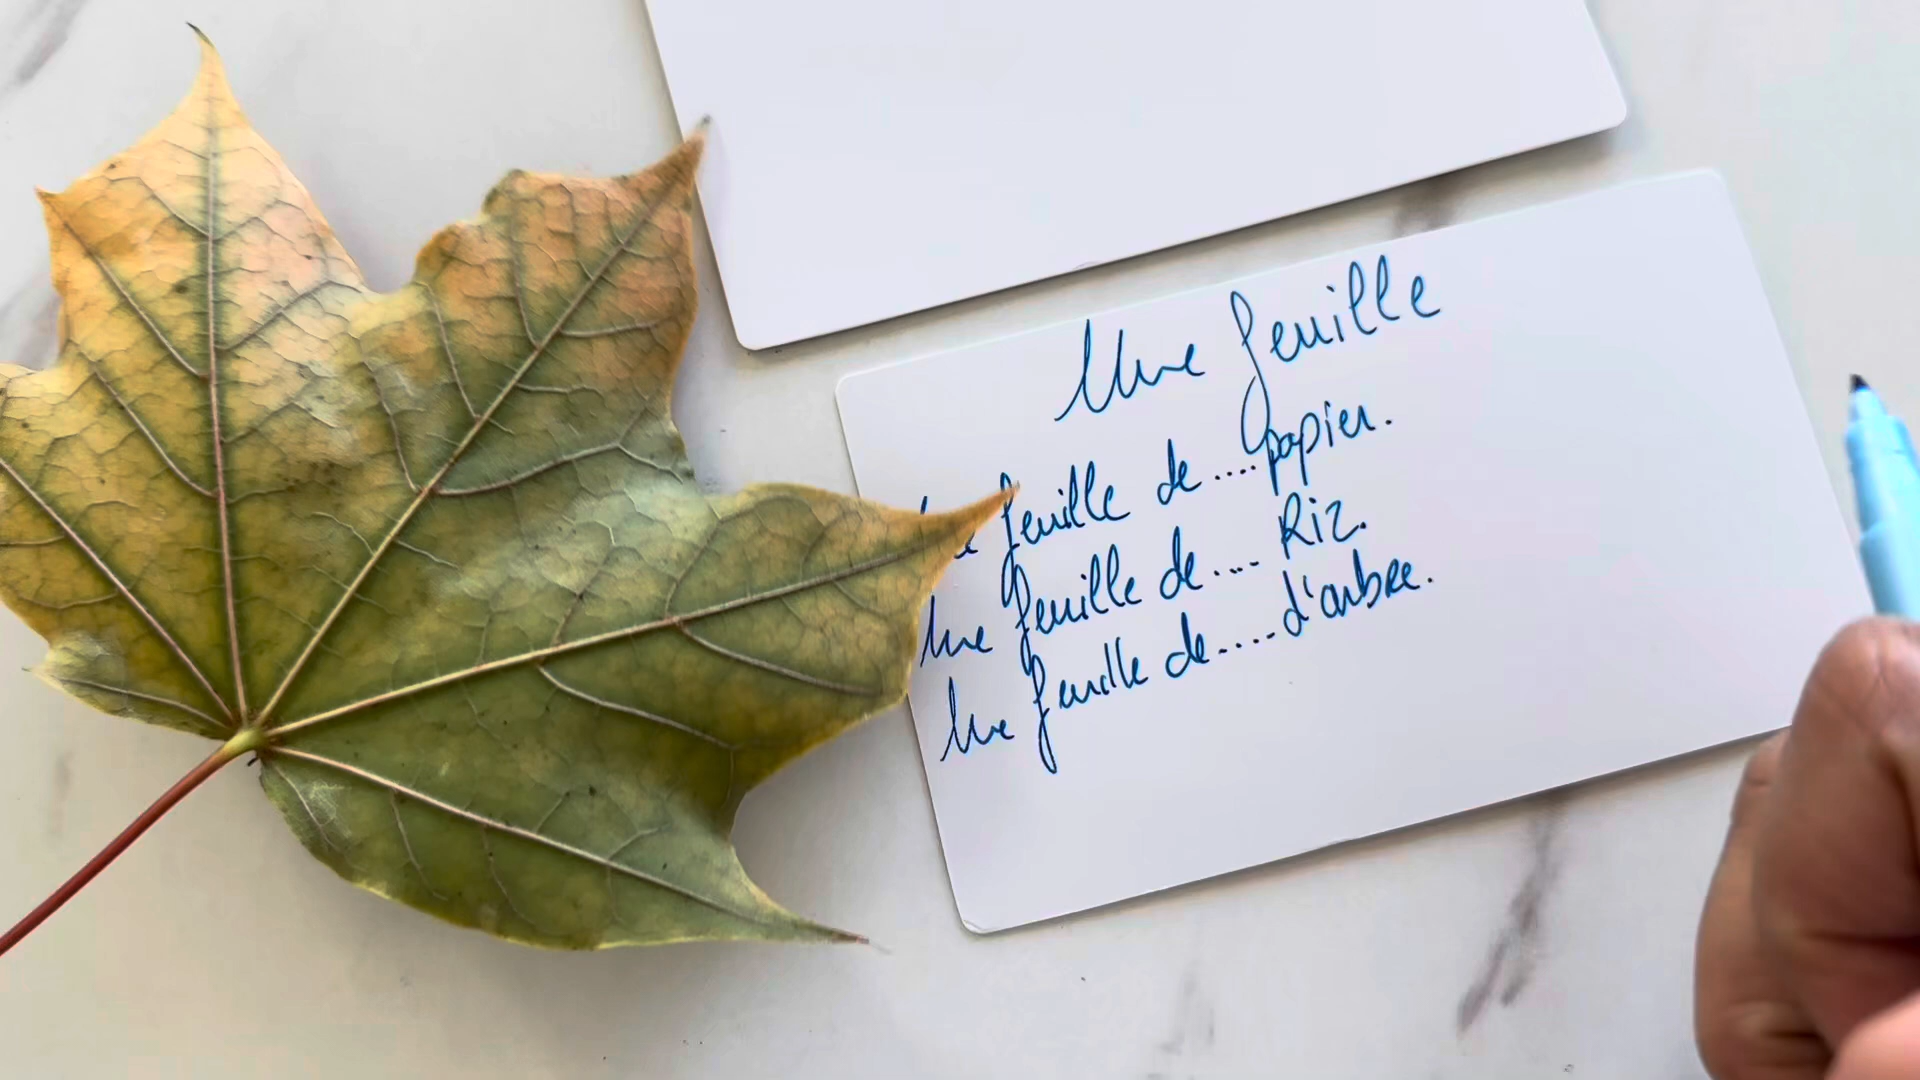 Une feuille
feuille de....papier.
Une feuille de.... Riz.
Une feuille de....d'arbre.